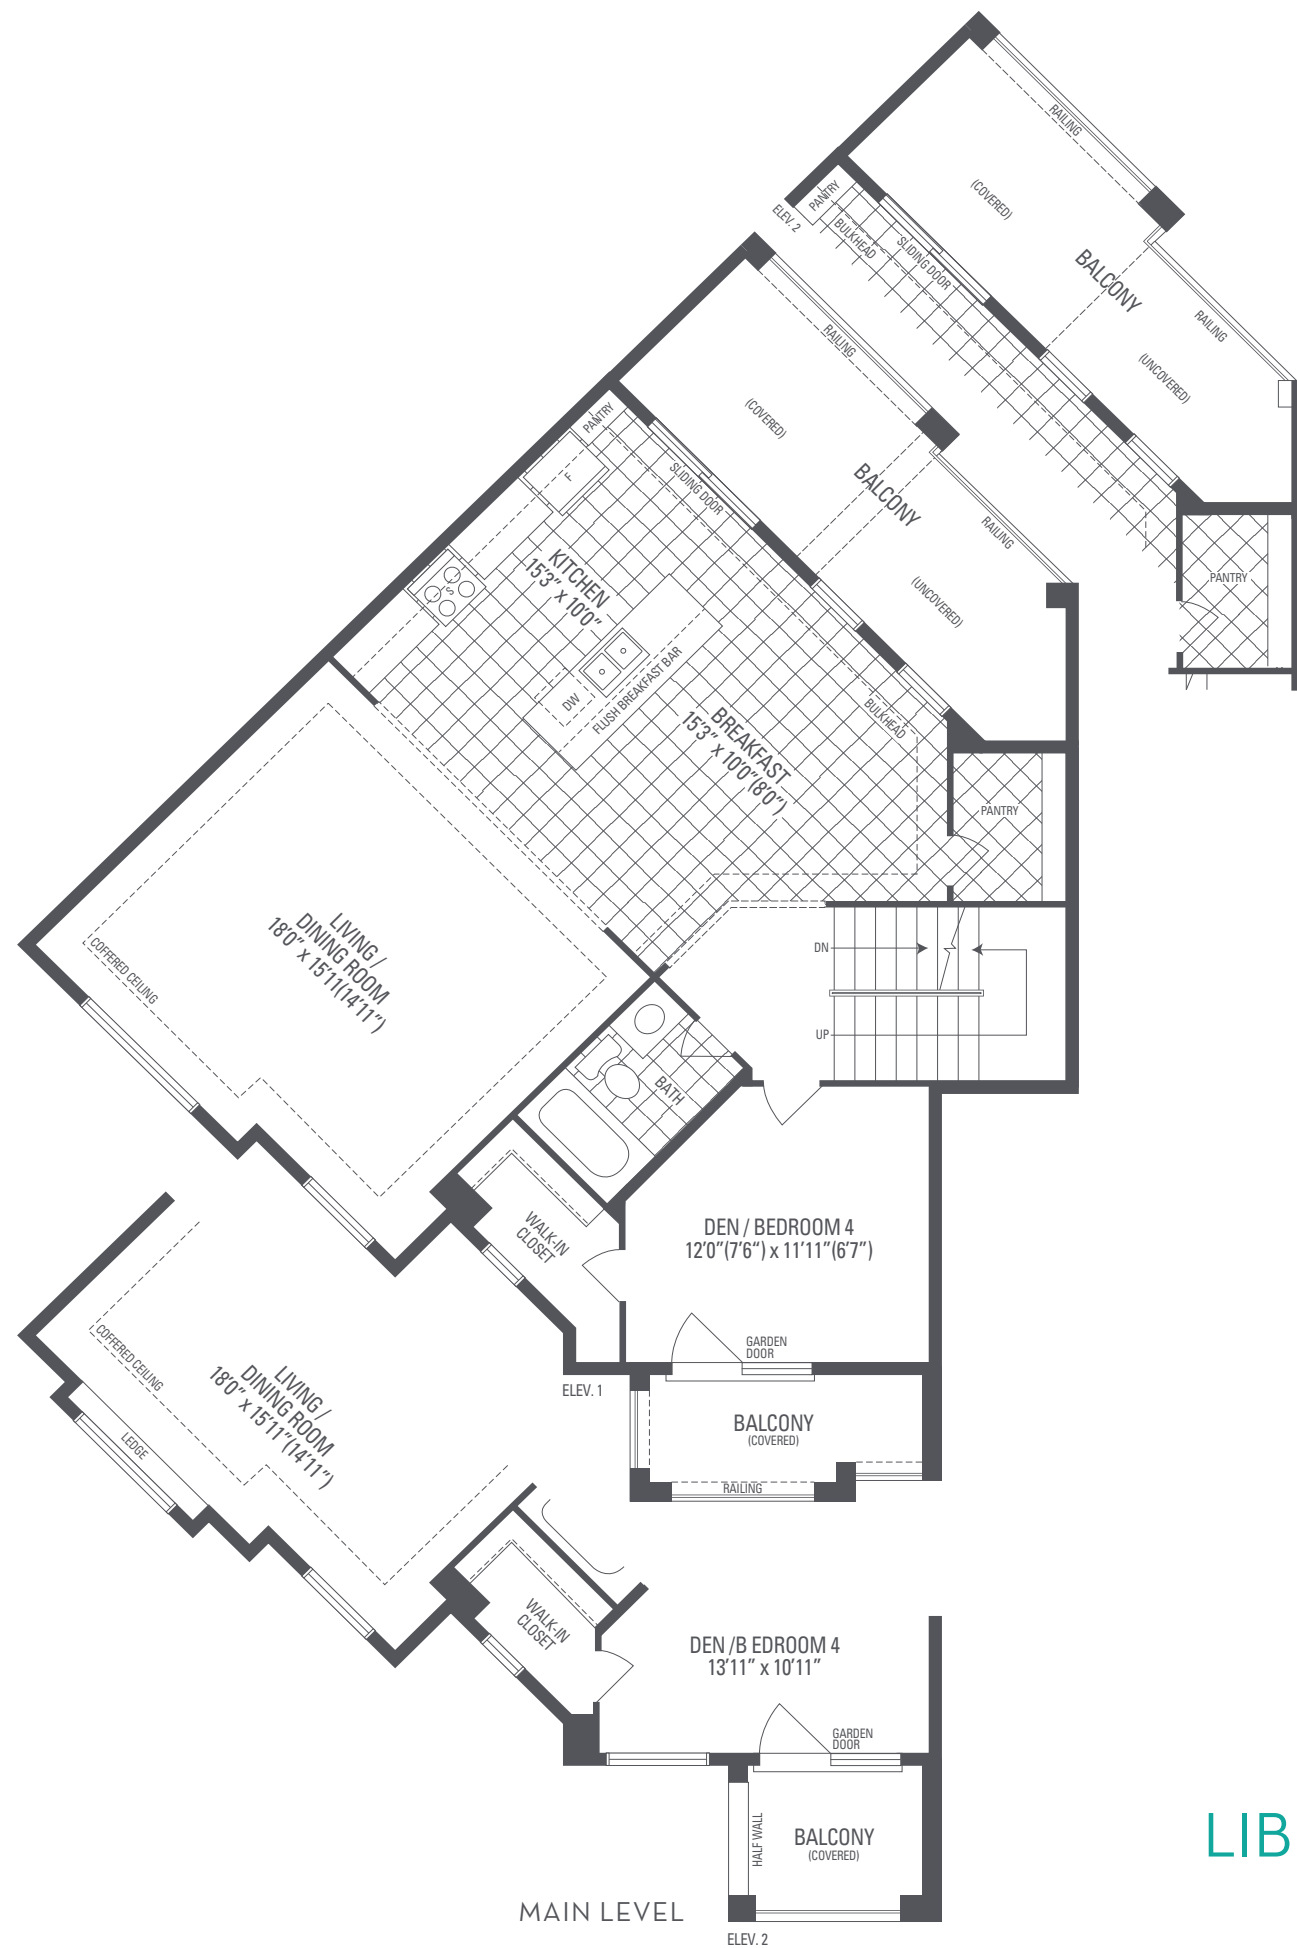 RAILING
(COVERED)
PANTRY
ELEV. 2
BULKHEAD
SLIDING DOOR
BALCONY
RAILING
(UNCOVERED)
PANTRY
RAILING
(COVERED)
PANTRY
F
SLIDING DOOR
BALCONY
RAILING
(UNCOVERED)
KITCHEN
15'3" x 10'0"
S
DW
FLUSH BREAKFAST BAR
BREAKFAST
15'3" x 10'0"(8'0")
BULKHEAD
PANTRY
LIVING /
DINING ROOM
18'0" x 15'11(14'11")
COFFERED CEILING
DN
UP
BATH
WALK-IN
CLOSET
DEN / BEDROOM 4
12'0"(7'6“) x 11'11"(6'7")
GARDEN
DOOR
ELEV. 1
BALCONY
(COVERED)
RAILING
COFFERED CEILING
LIVING /
DINING ROOM
18'0" x 15'11"(14'11")
LEDGE
WALK-IN
CLOSET
DEN /B EDROOM 4
13'11" x 10'11"
GARDEN
DOOR
HALF WALL
BALCONY
(COVERED)
LIB
MAIN LEVEL
ELEV. 2